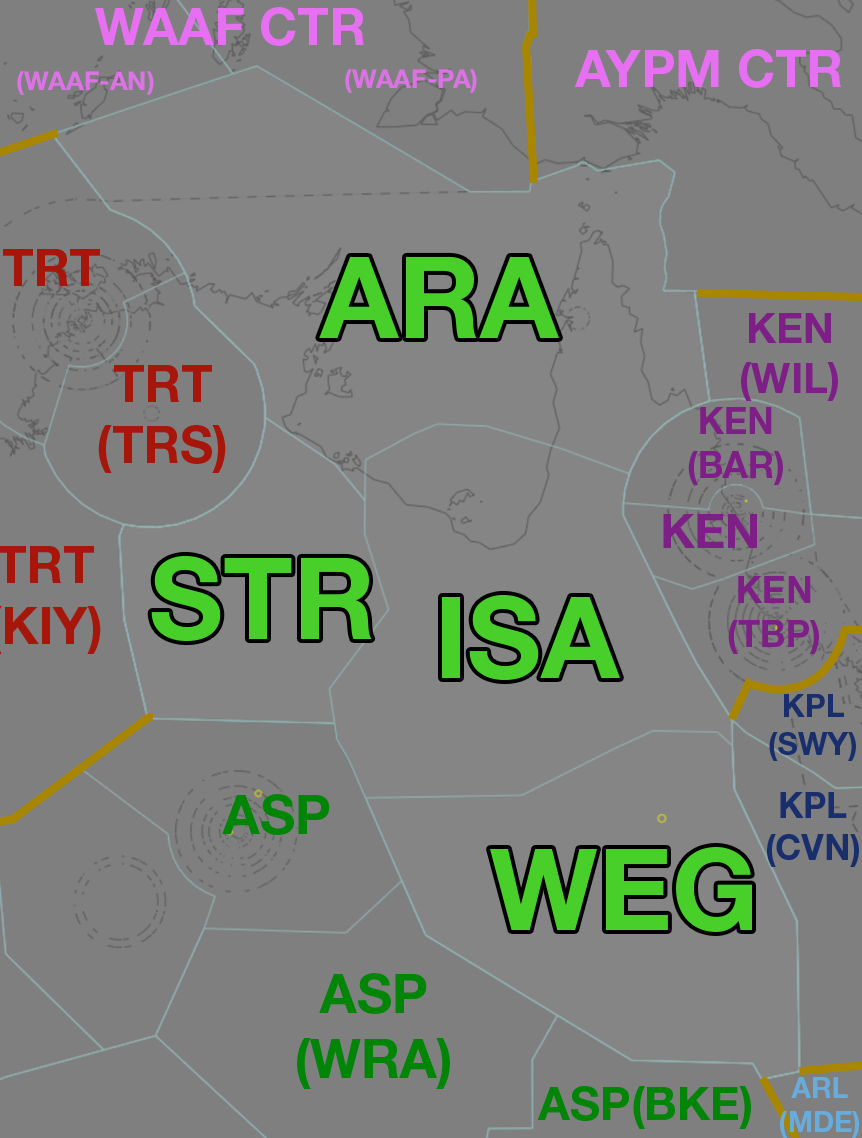 WAAF CTR
(WAAF-AN)
(WAAF-PA)
AYPM CTR
TRT
ARA
KEN
(WIL)
TRT
(TRS)
KEN
(BAR)
KEN
TRT
(KIY)
STR
ISA
KEN
(TBP)
KPL
(SWY)
ASP
KPL
(CVN)
WEG
ASP
(WRA)
ASP(BKE)
ARL
(MDE)